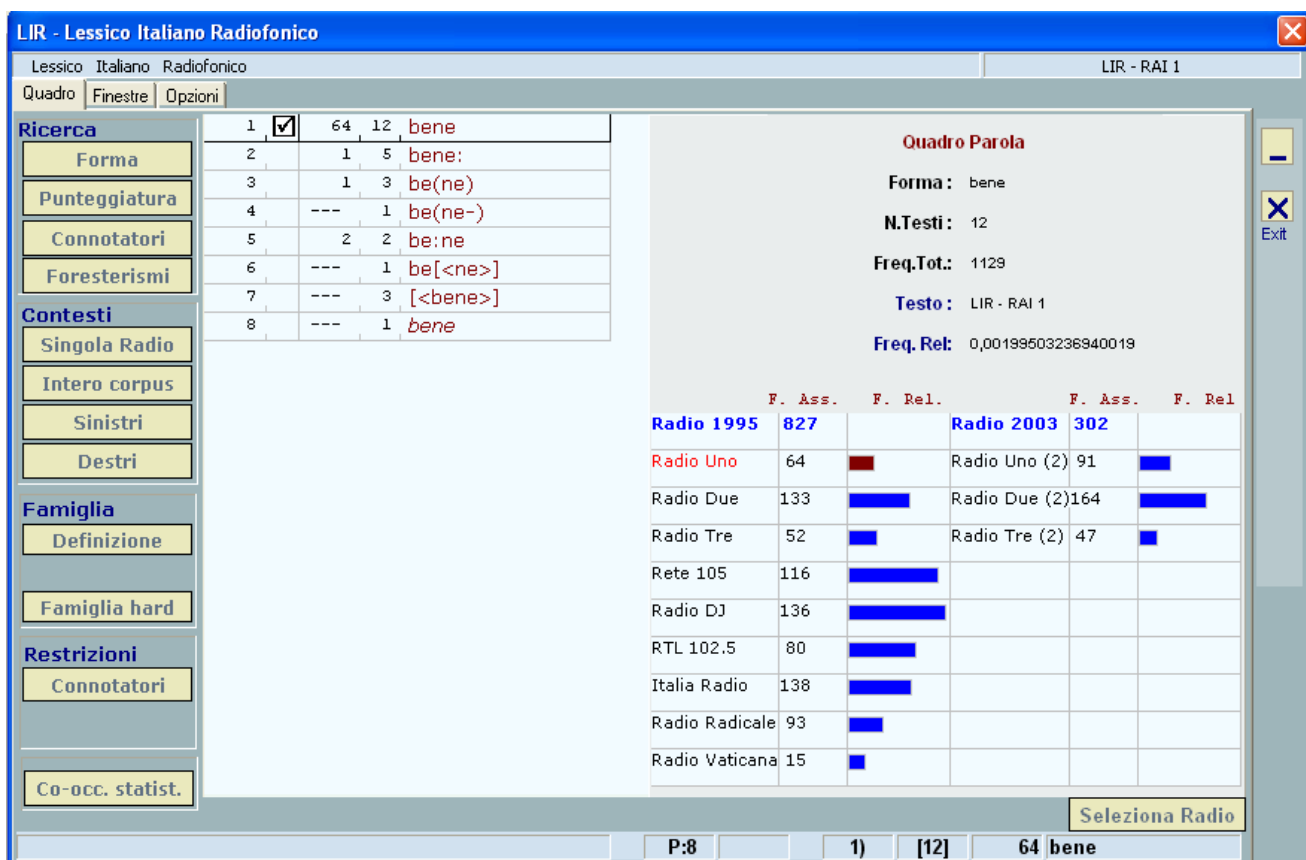 LIR - Lessico Italiano Radiofonico
Lessico Italiano Radiofonico LIR - RAI 1
Quadro Finestre Opzioni
Ricerca
Forma
Punteggiatura
Connotatori
Foresterismi
Contesti
Singola Radio
Intero corpus
Sinistri
Destri
Famiglia
Definizione
Famiglia hard
Restrizioni
Connotatori
Co-occ. statist.
1 64 12 bene
2 1 5 bene:
3 1 3 be(ne)
4 --- 1 be(ne-)
5 2 2 be:ne
6 --- 1 be[<ne>]
7 --- 3 [<bene>]
8 --- 1 bene
Quadro Parola
Forma: bene
N.Testi: 12
Freq.Tot.: 1129
Testo: LIR - RAI 1
Freq. Rel: 0,00199503236940019
F. Ass. F. Rel. F. Ass. F. Rel
Radio 1995 827 Radio 2003 302
Radio Uno 64 Radio Uno (2) 91
Radio Due 133 Radio Due (2) 164
Radio Tre 52 Radio Tre (2) 47
Rete 105 116
Radio DJ 136
RTL 102.5 80
Italia Radio 138
Radio Radicale 93
Radio Vaticana 15
Exit
Seleziona Radio
P:8 1) [12] 64 bene